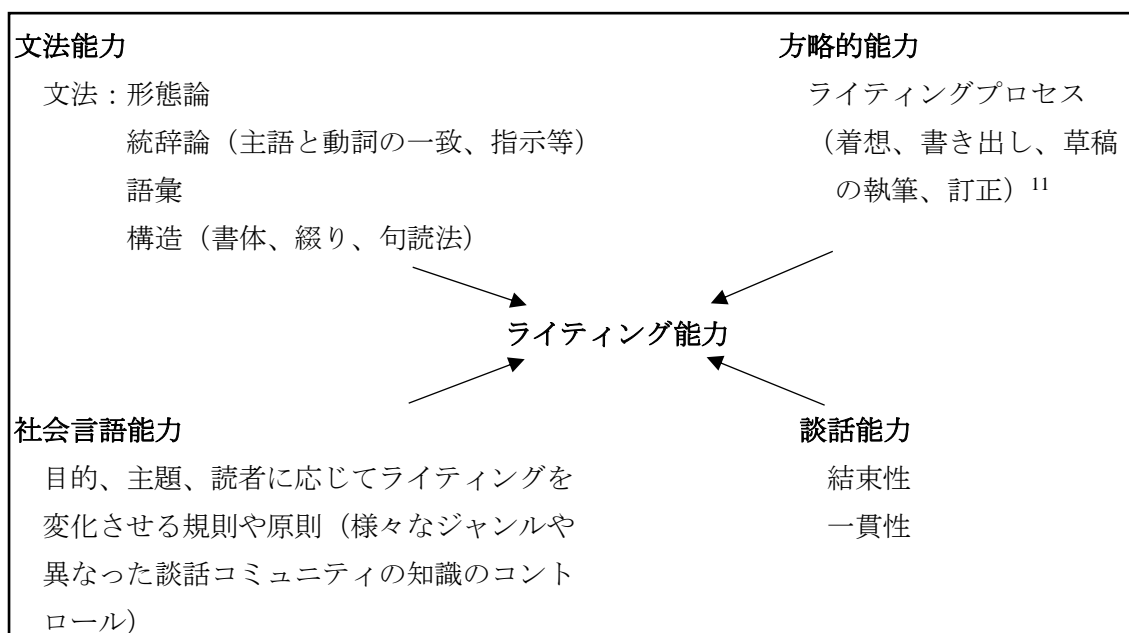 文法能力
文法：形態論
統辞論（主語と動詞の一致、指示等）
語彙
構造（書体、綴り、句読法）
方略的能力
ライティングプロセス
（着想、書き出し、草稿
の執筆、訂正）11
ライティング能力
社会言語能力
目的、主題、読者に応じてライティングを
変化させる規則や原則（様々なジャンルや
異なった談話コミュニティの知識のコント
ロール）
談話能力
結束性
一貫性